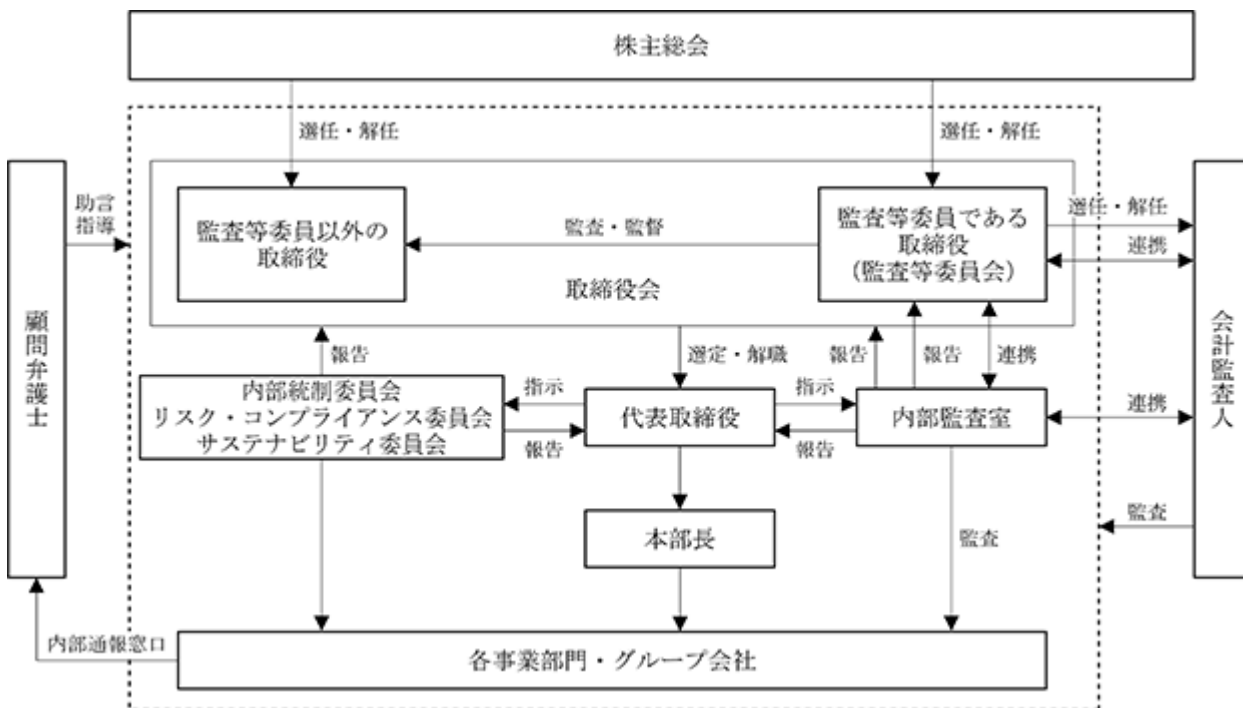 株主総会
選任・解任
選任・解任
助言
指導
監査等委員以外の
取締役
監査・監督
監査等委員である
取締役
（監査等委員会）
選任・解任
連携
取締役会
顧問弁護士
会計監査人
報告
選定・解職
報告
報告
連携
内部統制委員会
リスク・コンプライアンス委員会
サステナビリティ委員会
指示
報告
代表取締役
指示
報告
内部監査室
連携
本部長
監査
監査
内部通報窓口
各事業部門・グループ会社